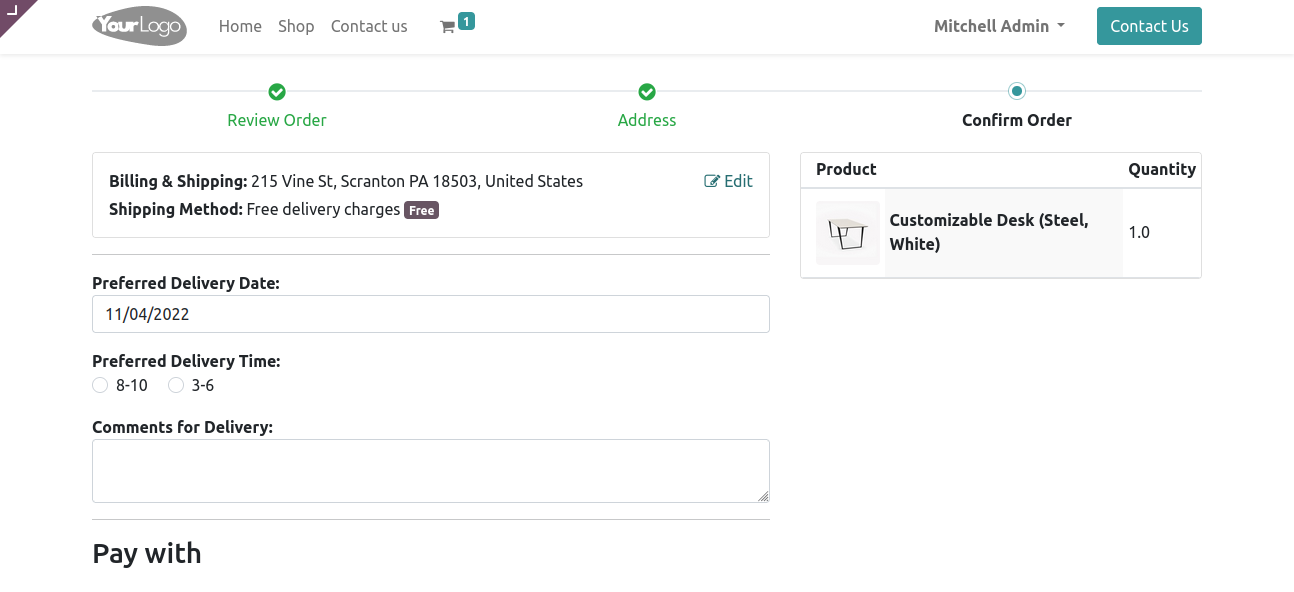 YourLogo Home Shop Contact us 1 Mitchell Admin Contact Us
Review Order Address Confirm Order
Billing & Shipping: 215 Vine St, Scranton PA 18503, United States Edit
Shipping Method: Free delivery charges Free
Preferred Delivery Date:
11/04/2022
Preferred Delivery Time:
8-10 3-6
Comments for Delivery:
Pay with
Product Quantity
Customizable Desk (Steel,
White) 1.0